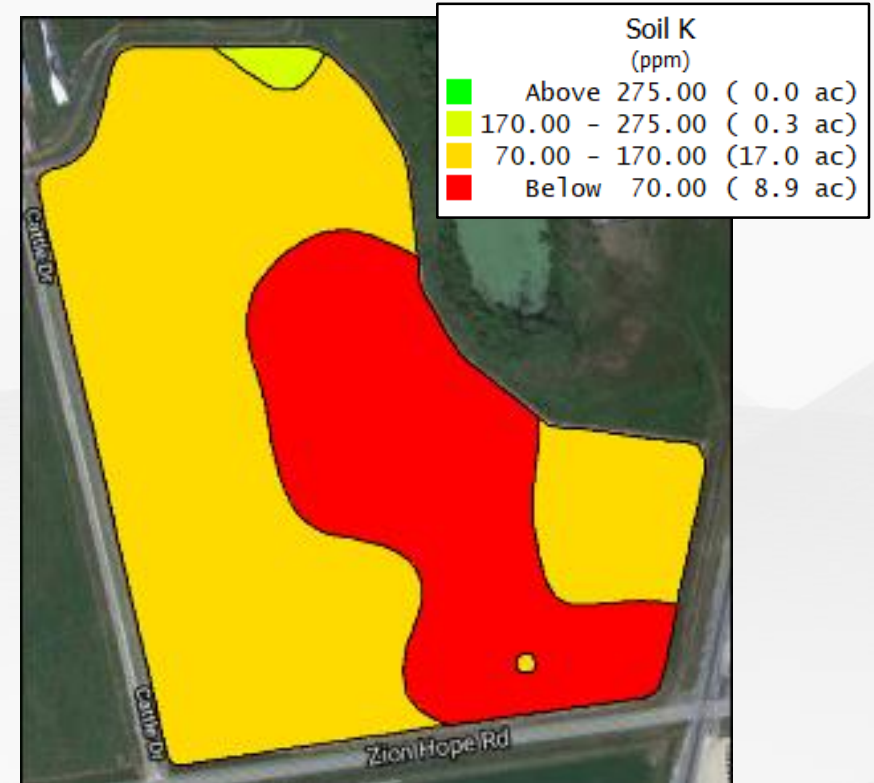 Soil K
(ppm)
Above 275.00 ( 0.0 ac)
170.00 - 275.00 ( 0.3 ac)
70.00 - 170.00 (17.0 ac)
Below 70.00 ( 8.9 ac)
Cattle Dr
Cattle Dr
Zion Hope Rd